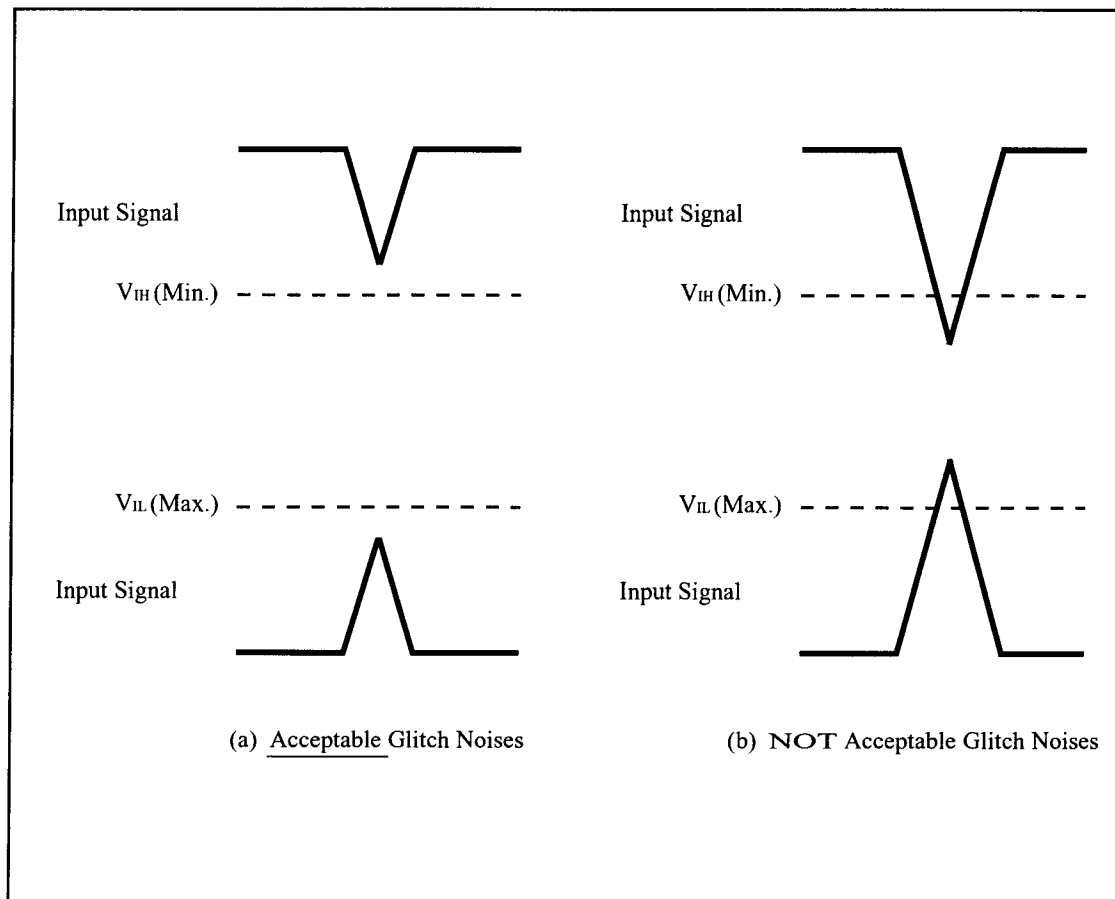 Input Signal
VIH (Min.)
VIL (Max.)
Input Signal
(a) Acceptable Glitch Noises
Input Signal
VIH (Min.)
VIL (Max.)
Input Signal
(b) NOT Acceptable Glitch Noises